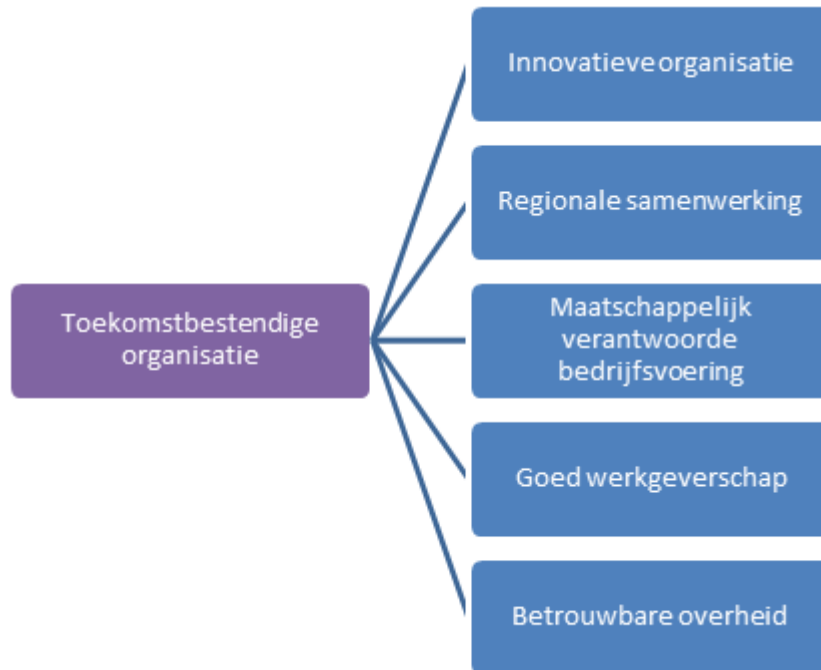 Innovatieve organisatie
Regionale samenwerking
Toekomstbestendige
organisatie
Maatschappelijk
verantwoorde
bedrijfsvoering
Goed werkgeverschap
Betrouwbare overheid